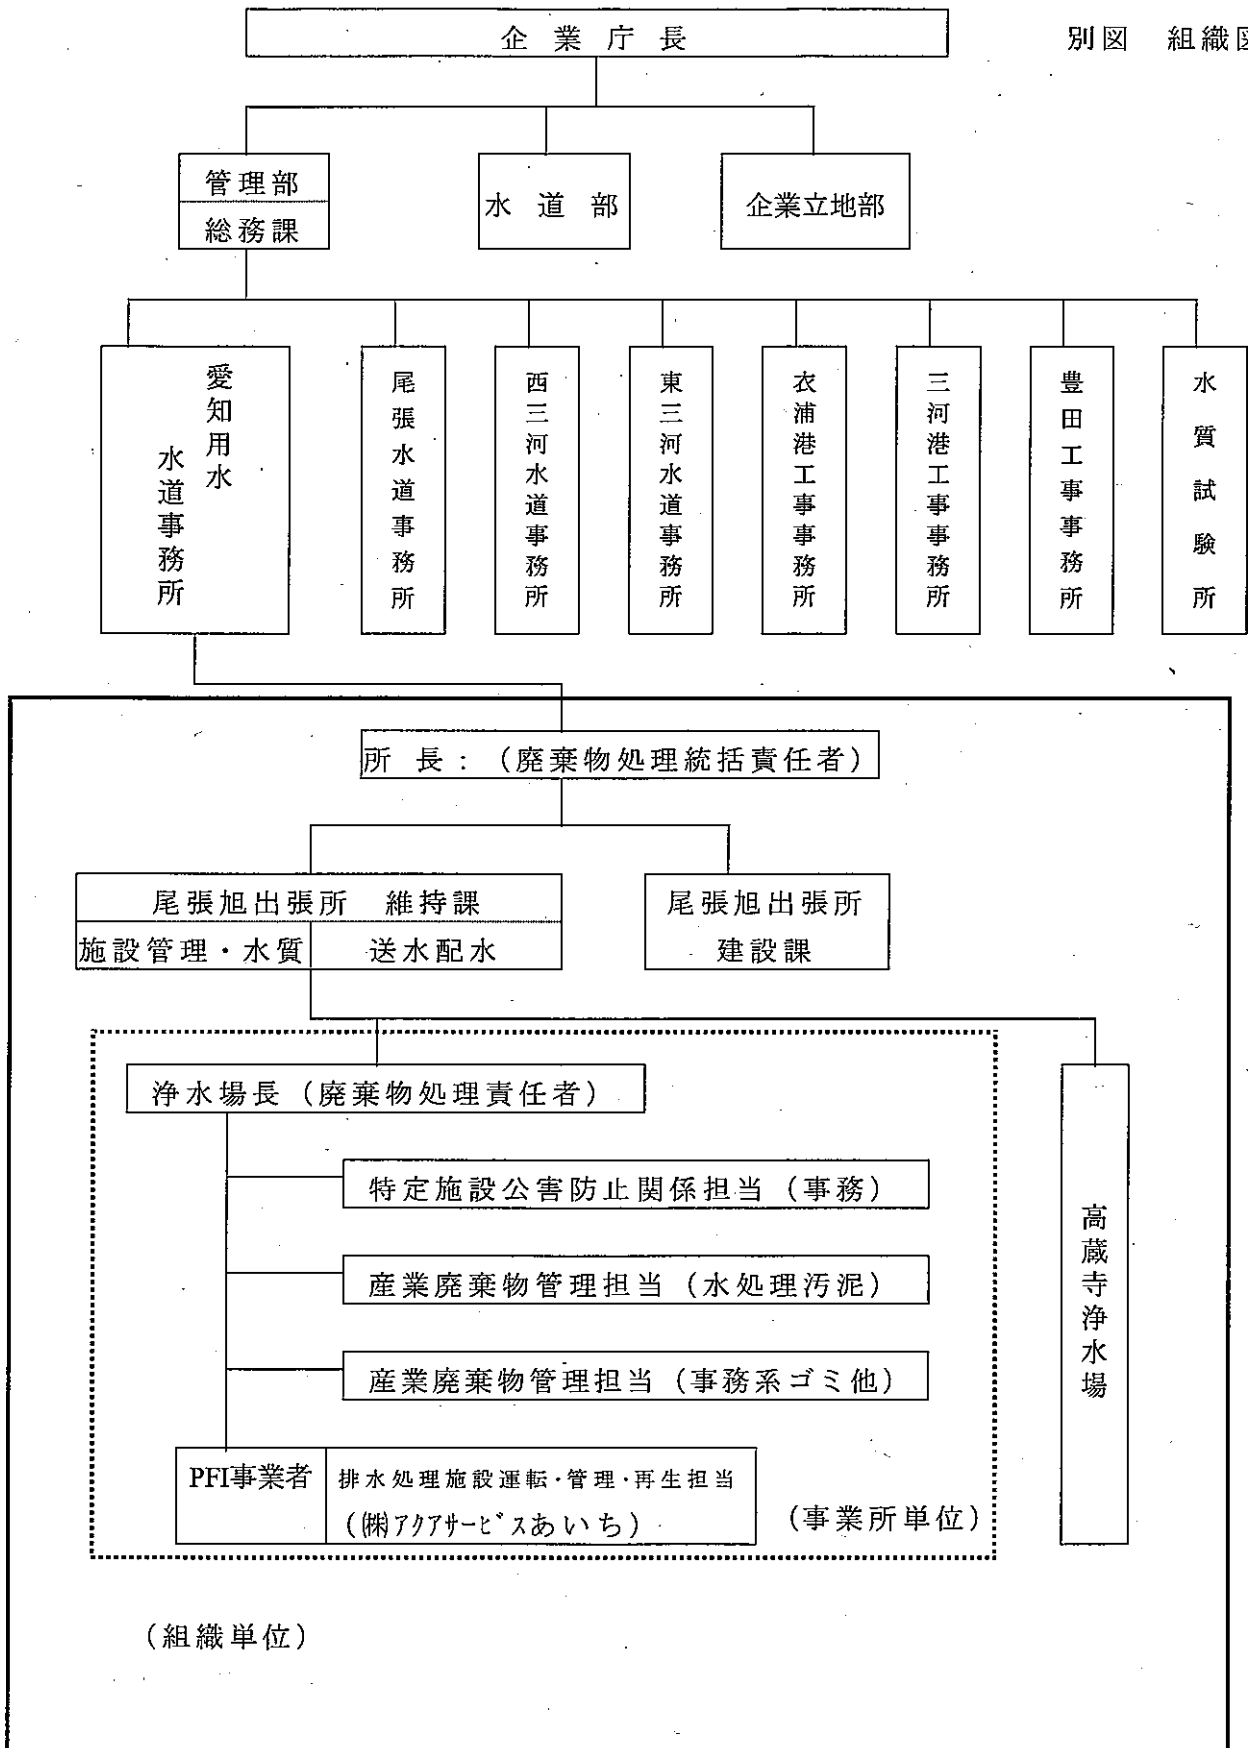 企業庁長
別図 組織図
管理部
総務課
水道部
企業立地部
愛知用水
水道事務所
尾張水道事務所
西三河水道事務所
東三河水道事務所
衣浦港工事事務所
三河港工事事務所
豊田工事事務所
水質試験所
所長：（廃棄物処理統括責任者）
尾張旭出張所 維持課
施設管理・水質
送水配水
尾張旭出張所
建設課
浄水場長（廃棄物処理責任者）
特定施設公害防止関係担当（事務）
産業廃棄物管理担当（水処理汚泥）
産業廃棄物管理担当（事務系ゴミ他）
PFI事業者
排水処理施設運転・管理・再生担当
（㈱ｱｸｱｻｰﾋﾞｽあいち）
（事業所単位）
高蔵寺浄水場
（組織単位）